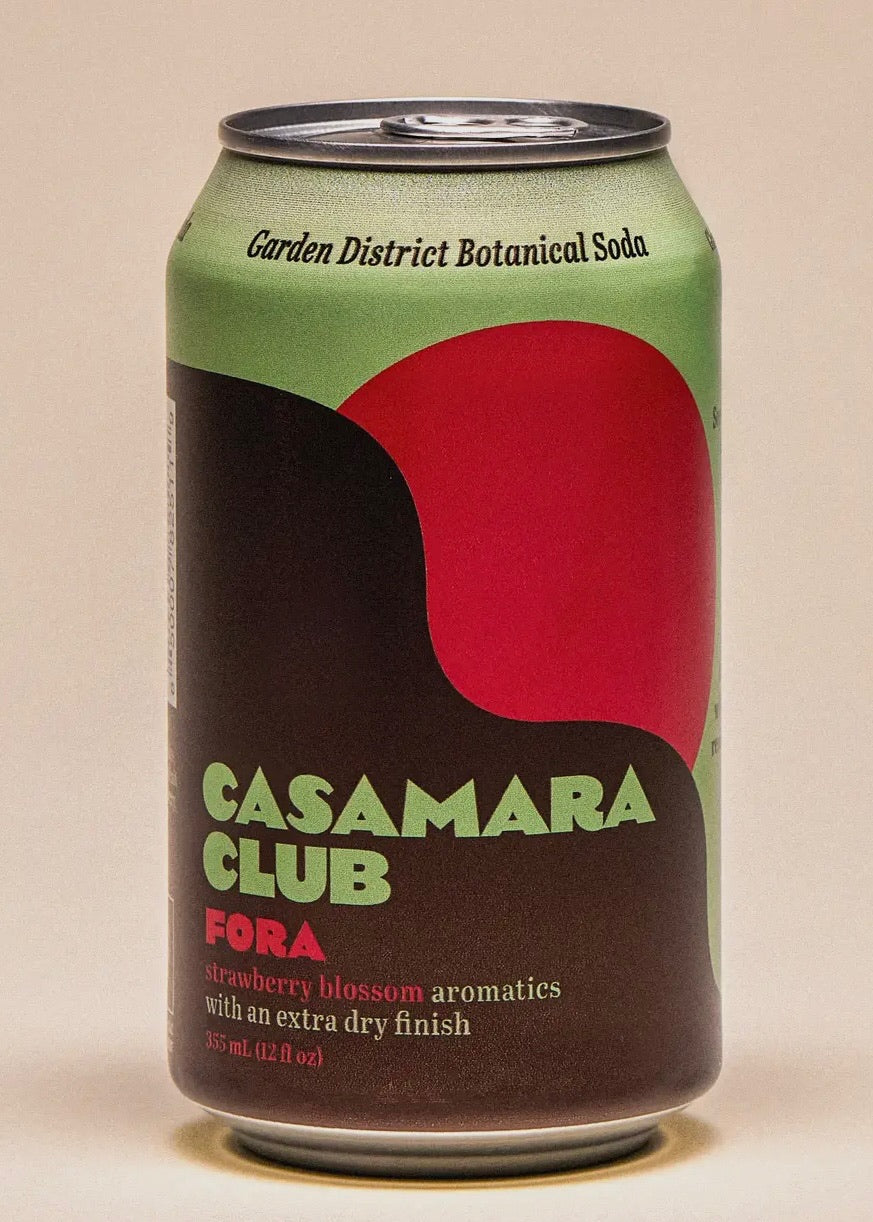 Garden District Botanical Soda
CASAMARA
CLUB
FORA
strawberry blossom aromatics
with an extra dry finish
355 mL (12 fl oz)